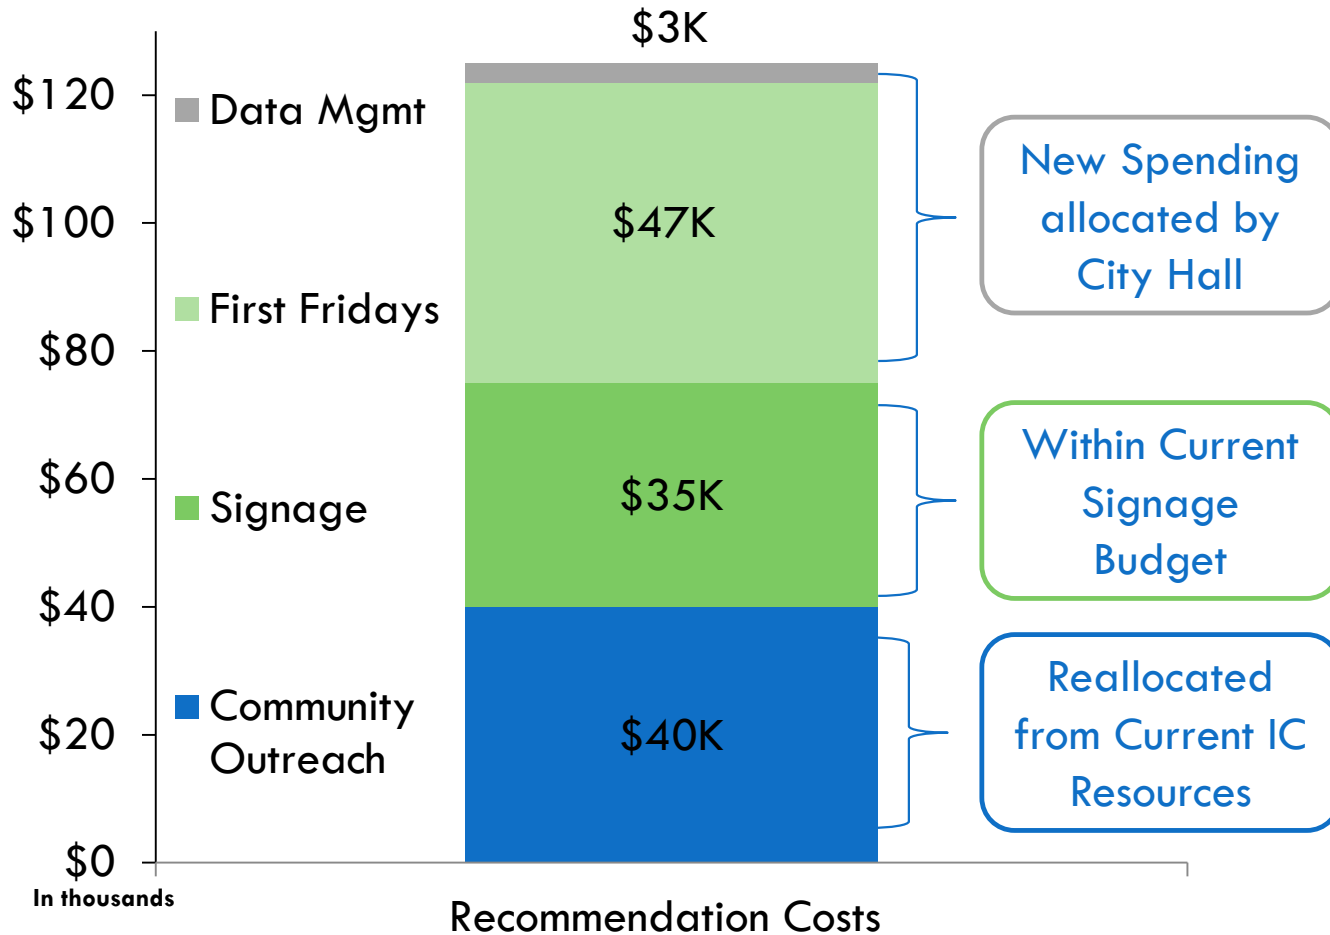 $3K
$120
$100
$80
$60
$40
$20
$0
In thousands
Data Mgmt
First Fridays
Signage
Community
Outreach
$47K
$35K
$40K
New Spending
allocated by
City Hall
Within Current
Signage
Budget
Reallocated
from Current IC
Resources
Recommendation Costs